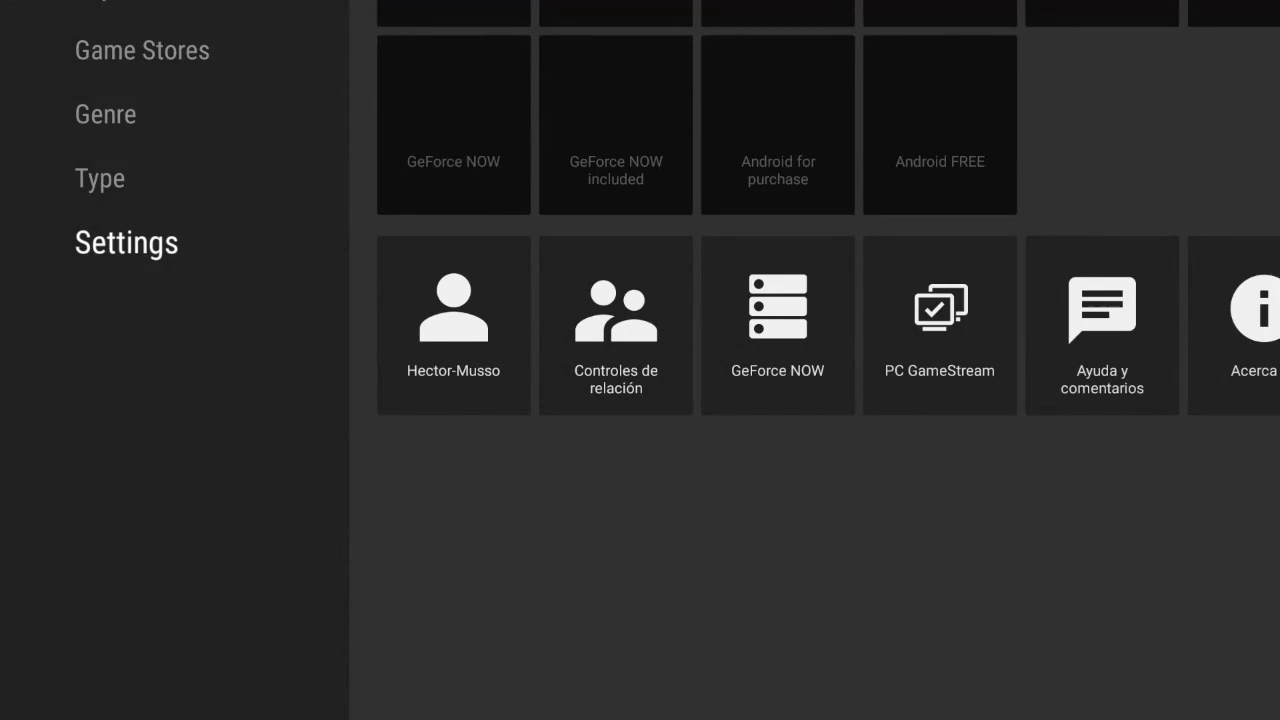 Game Stores
Genre
Type
Settings
GeForce NOW
GeForce NOW
included
Android for
purchase
Android FREE
Hector-Musso
Controles de
relación
GeForce NOW
PC GameStream
Ayuda y
comentarios
Acerca